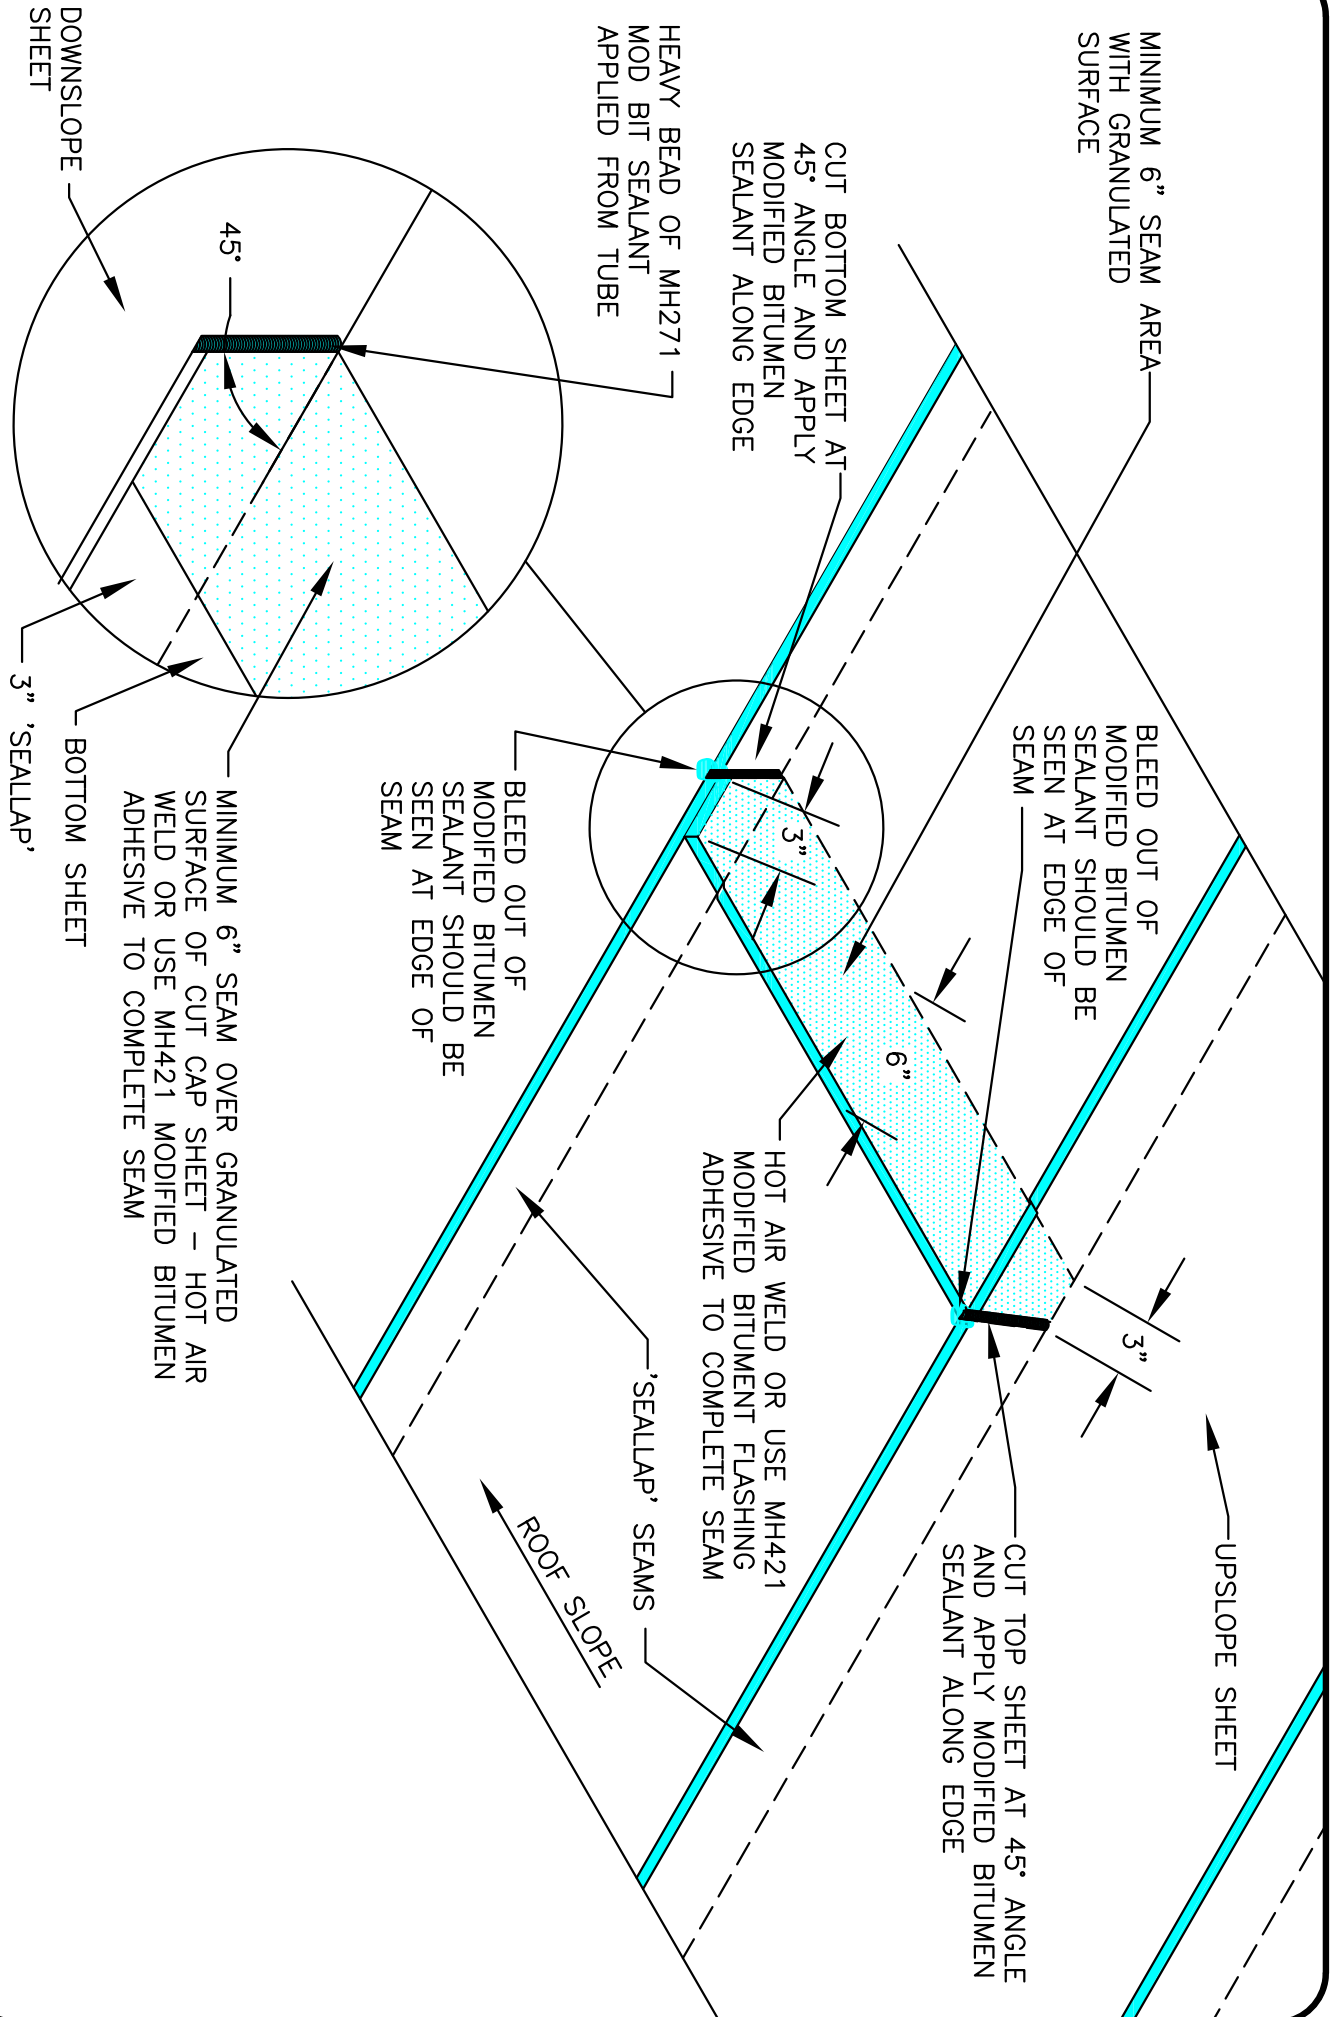 MINIMUM 6" SEAM AREA
WITH GRANULATED
SURFACE
BLEED OUT OF
MODIFIED BITUMEN
SEALANT SHOULD BE
SEEN AT EDGE OF
SEAM
UPSLOPE SHEET
3"
CUT TOP SHEET AT 45° ANGLE
AND APPLY MODIFIED BITUMEN
SEALANT ALONG EDGE
CUT BOTTOM SHEET AT
45° ANGLE AND APPLY
MODIFIED BITUMEN
SEALANT ALONG EDGE
3"
6"
HOT AIR WELD OR USE MH421
MODIFIED BITUMENT FLASHING
ADHESIVE TO COMPLETE SEAM
HEAVY BEAD OF MH271
MOD BIT SEALANT
APPLIED FROM TUBE
'SEALLAP' SEAMS
ROOF SLOPE
BLEED OUT OF
MODIFIED BITUMEN
SEALANT SHOULD BE
SEEN AT EDGE OF
SEAM
45°
MINIMUM 6" SEAM OVER GRANULATED
SURFACE OF CUT CAP SHEET – HOT AIR
WELD OR USE MH421 MODIFIED BITUMEN
ADHESIVE TO COMPLETE SEAM
DOWNSLOPE
SHEET
BOTTOM SHEET
3" 'SEALLAP'